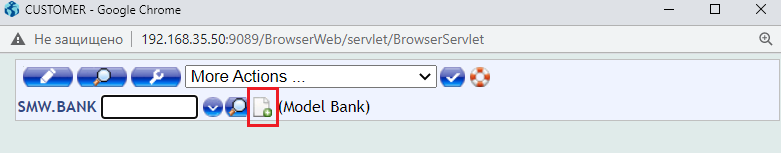 CUSTOMER - Google Chrome
Не защищено 192.168.35.50:9089/BrowserWeb/servlet/BrowserServlet
More Actions ...
SMW.BANK (Model Bank)